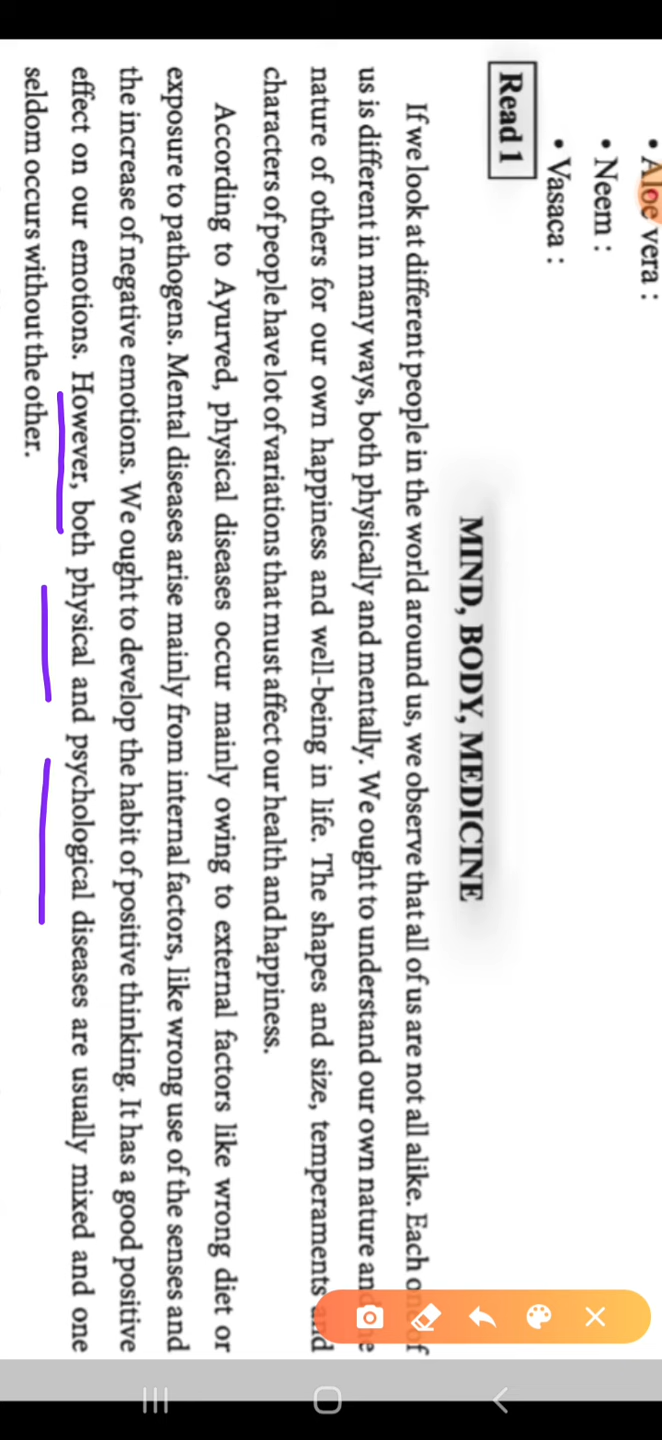 • Aloe vera :
• Neem :
• Vasaca :
Read 1
MIND, BODY, MEDICINE
If we look at different people in the world around us, we observe that all of us are not all alike. Each one of
us is different in many ways, both physically and mentally. We ought to understand our own nature and the
nature of others for our own happiness and well-being in life. The shapes and size, temperaments and
characters of people have lot of variations that must affect our health and happiness.
According to Ayurved, physical diseases occur mainly owing to external factors like wrong diet or
exposure to pathogens. Mental diseases arise mainly from internal factors, like wrong use of the senses and
the increase of negative emotions. We ought to develop the habit of positive thinking. It has a good positive
effect on our emotions. However, both physical and psychological diseases are usually mixed and one
seldom occurs without the other.